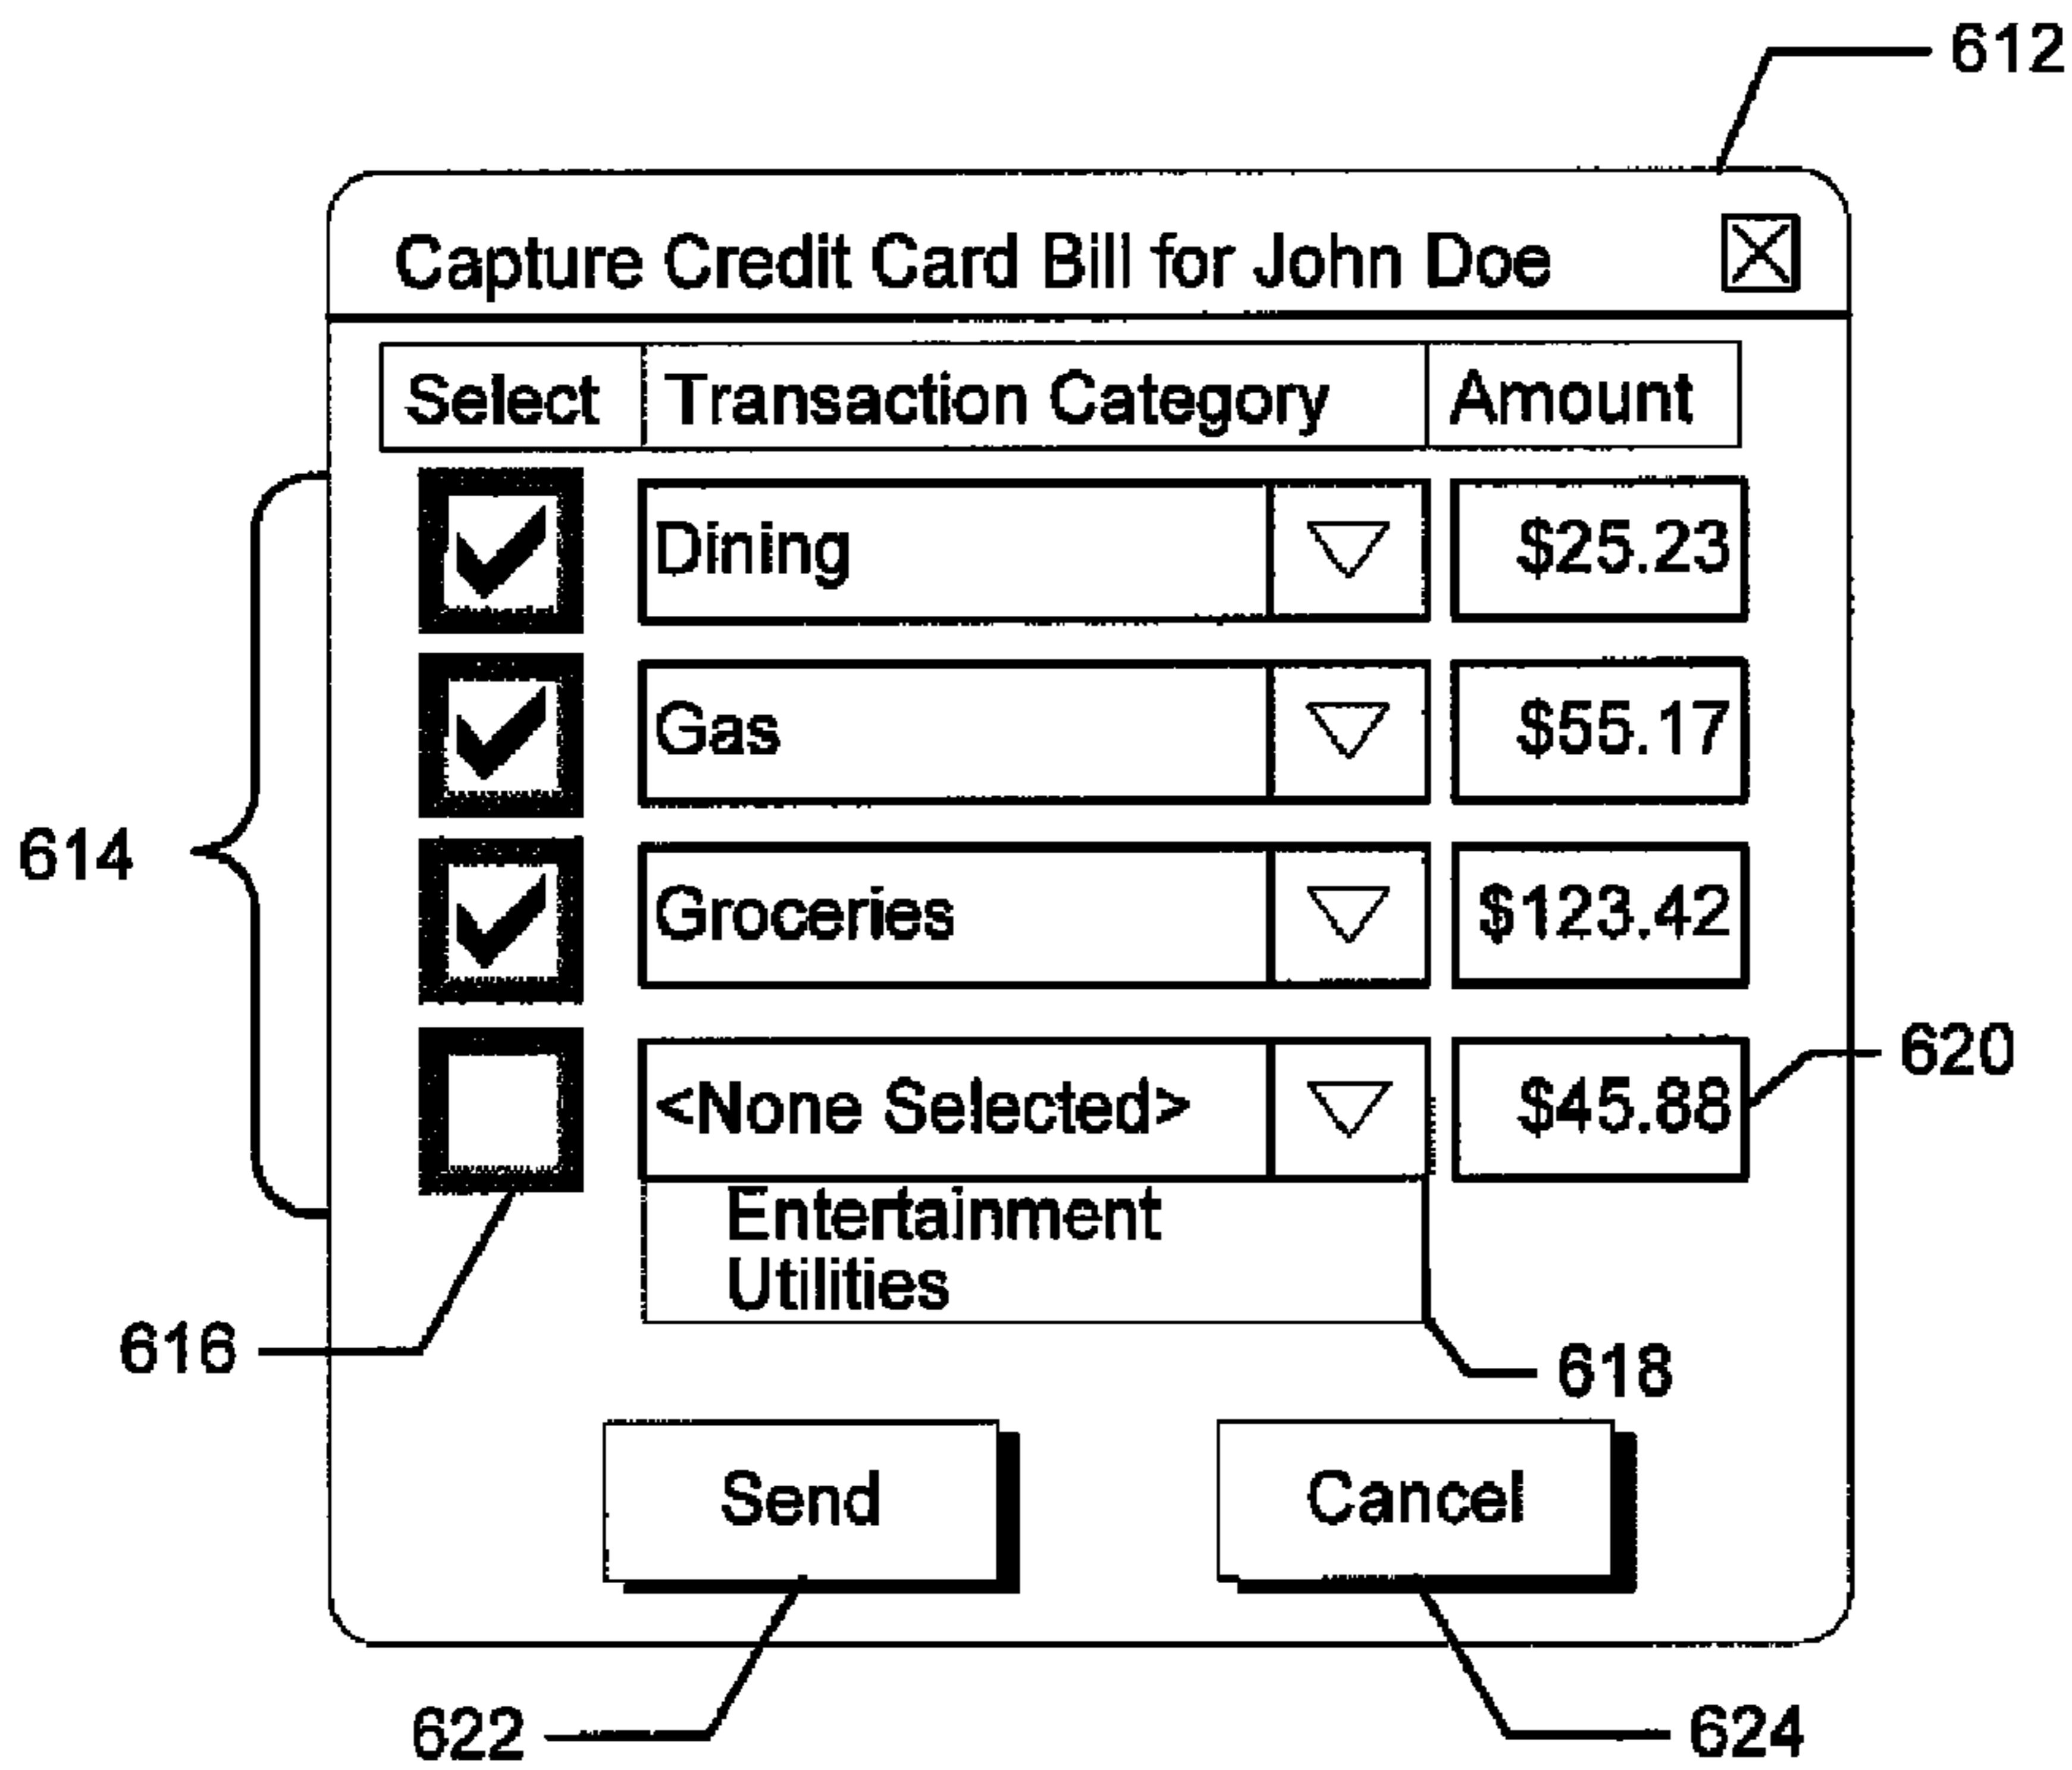 612
Capture Credit Card Bill for John Doe
Select Transaction Category Amount
Dining $25.23
Gas $55.17
614
Groceries $123.42
<None Selected> $45.88 620
Entertainment
Utilities
616
618
Send Cancel
622 624